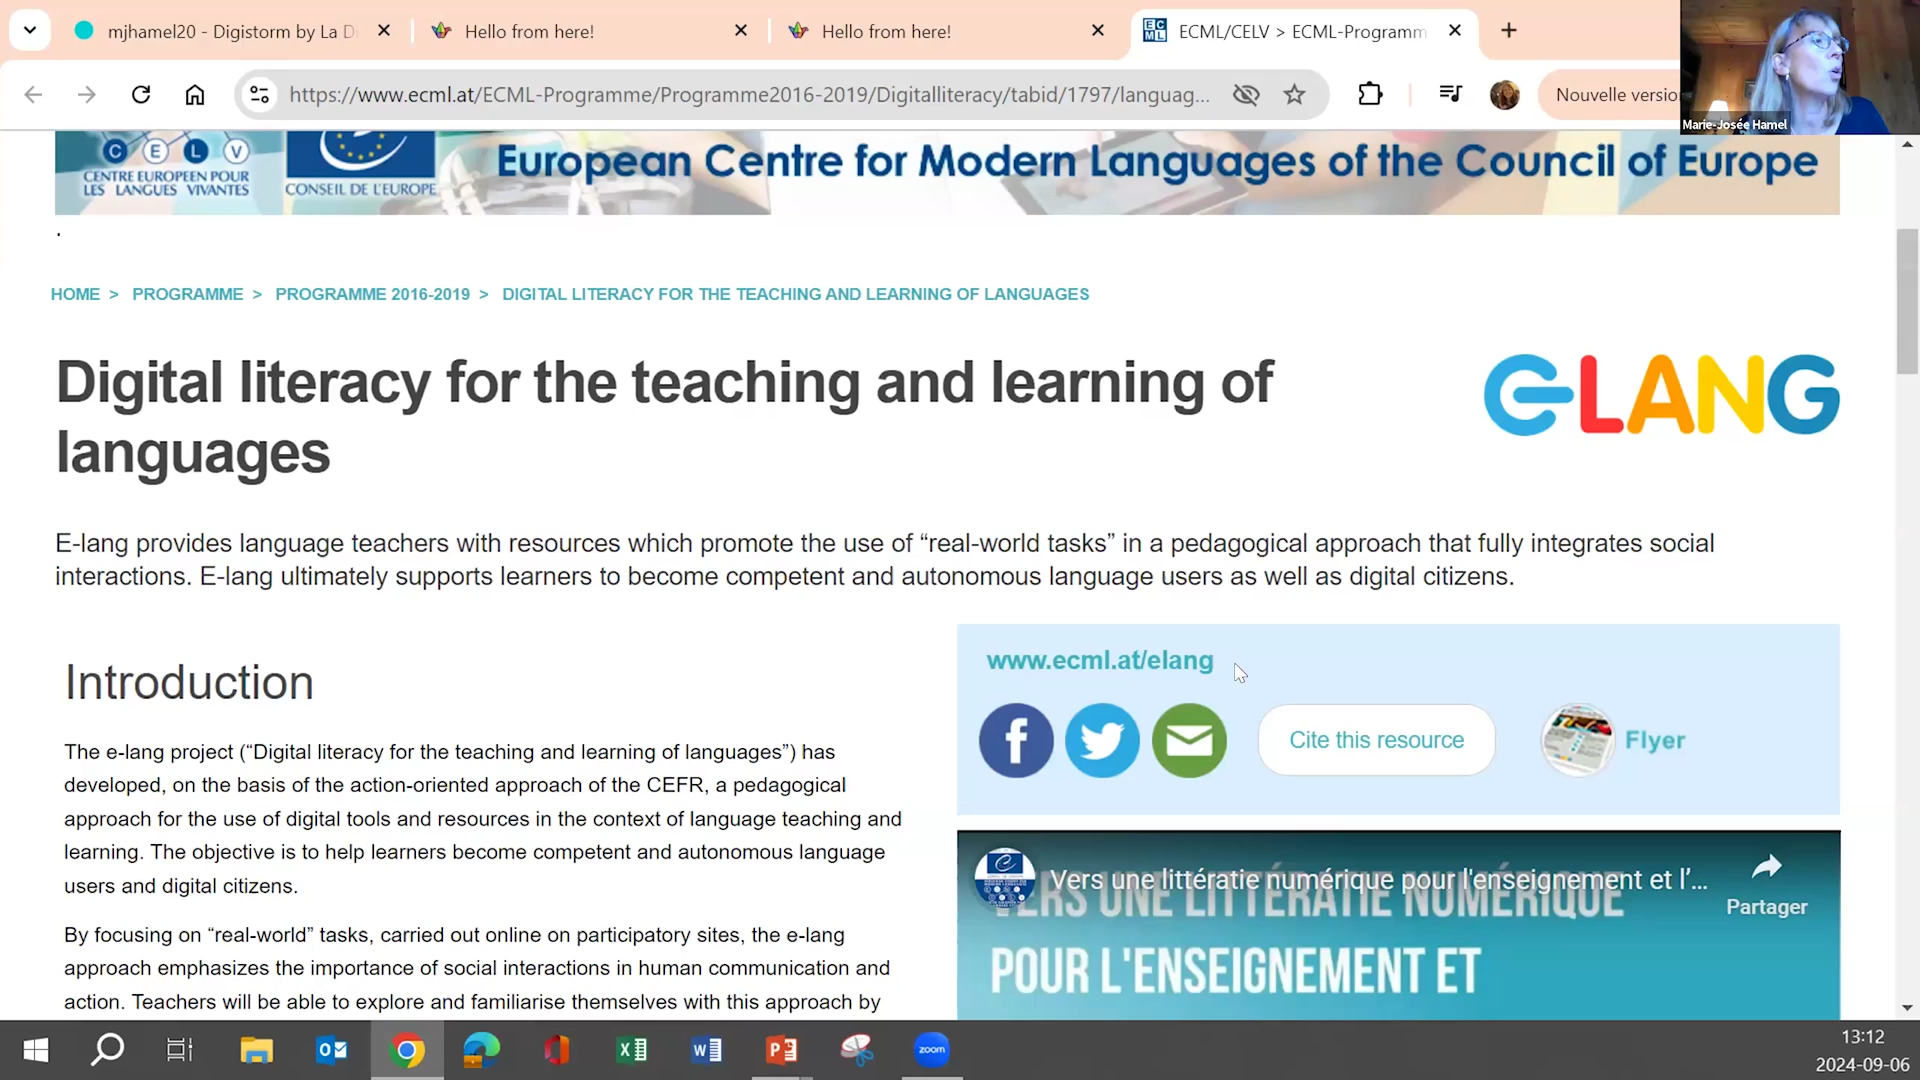 mjhamel20 - Digistorm by La D
Hello from here!
Hello from here!
ECML/CELV > ECML-Programm
https://www.ecml.at/ECML-Programme/Programme2016-2019/Digitalliteracy/tabid/1797/languag...
Nouvelle versio
Marie-Josée Hamel
C E L V
CENTRE EUROPEEN POUR
LES LANGUES VIVANTES
CONSEIL DE L'EUROPE
European Centre for Modern Languages of the Council of Europe
.
HOME > PROGRAMME > PROGRAMME 2016-2019 > DIGITAL LITERACY FOR THE TEACHING AND LEARNING OF LANGUAGES
Digital literacy for the teaching and learning of
languages
e-LANG
E-lang provides language teachers with resources which promote the use of “real-world tasks” in a pedagogical approach that fully integrates social
interactions. E-lang ultimately supports learners to become competent and autonomous language users as well as digital citizens.
Introduction
The e-lang project (“Digital literacy for the teaching and learning of languages”) has
developed, on the basis of the action-oriented approach of the CEFR, a pedagogical
approach for the use of digital tools and resources in the context of language teaching and
learning. The objective is to help learners become competent and autonomous language
users and digital citizens.
By focusing on “real-world” tasks, carried out online on participatory sites, the e-lang
approach emphasizes the importance of social interactions in human communication and
action. Teachers will be able to explore and familiarise themselves with this approach by
www.ecml.at/elang
Cite this resource
Flyer
Vers une littératie numérique pour l'enseignement et l'...
Partager
VERS UNE LITTÉRATIE NUMÉRIQUE
POUR L'ENSEIGNEMENT ET
zoom
13:12
2024-09-06